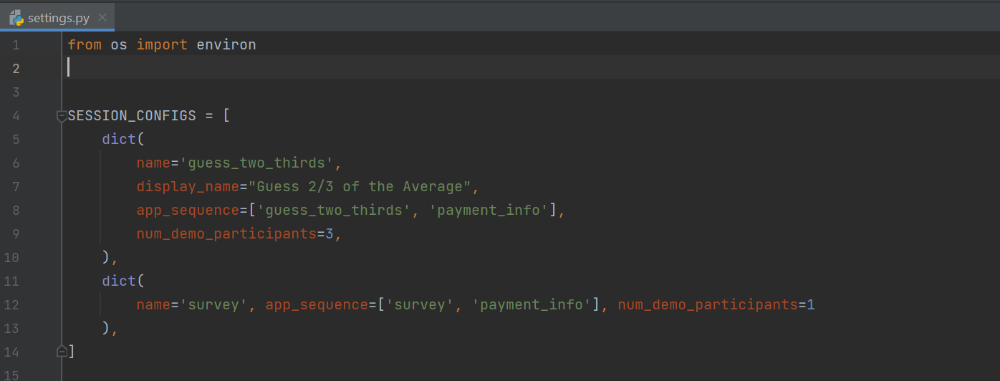 settings.py
1 from os import environ
2
3
4 SESSION_CONFIGS = [
5     dict(
6         name='guess_two_thirds',
7         display_name="Guess 2/3 of the Average",
8         app_sequence=['guess_two_thirds', 'payment_info'],
9         num_demo_participants=3,
10     ),
11     dict(
12         name='survey', app_sequence=['survey', 'payment_info'], num_demo_participants=1
13     ),
14 ]
15